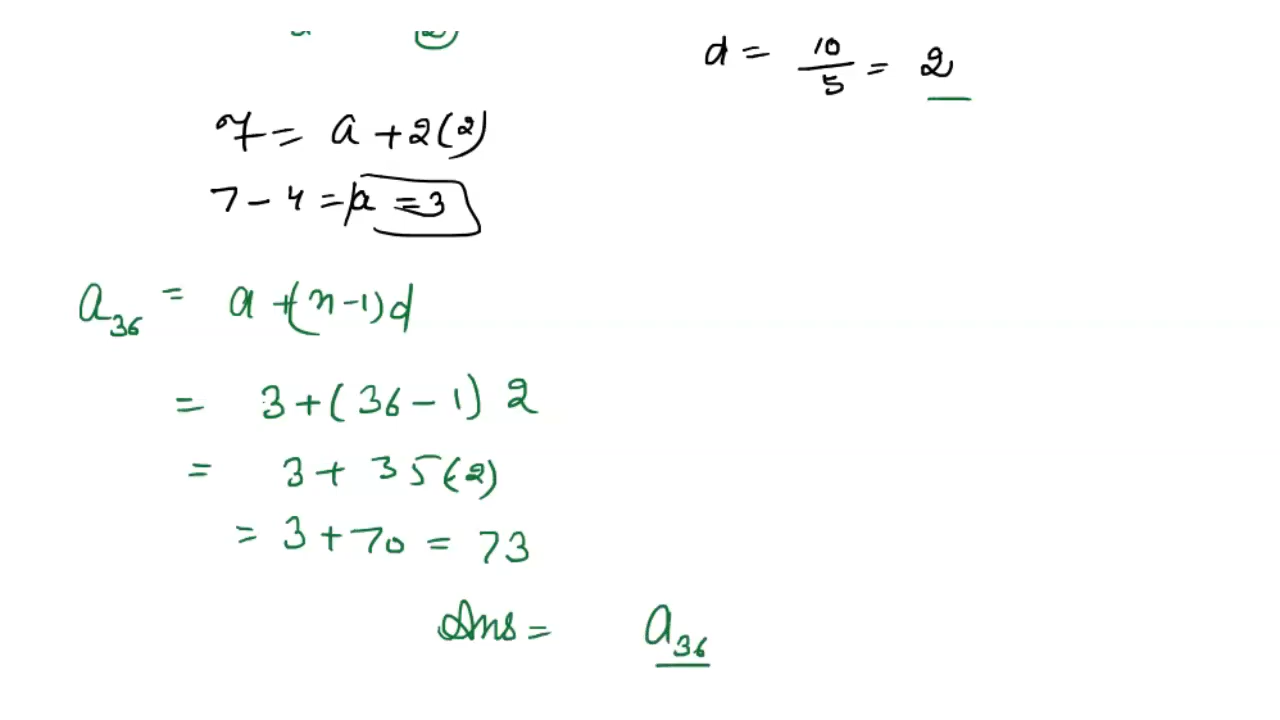 d = 10/5 = 2
7 = a + 2(2)
7 - 4 = a = 3
a₃₆ = a + (n-1)d
= 3 + (36 - 1) 2
= 3 + 35(2)
= 3 + 70 = 73
Ans = a₃₆